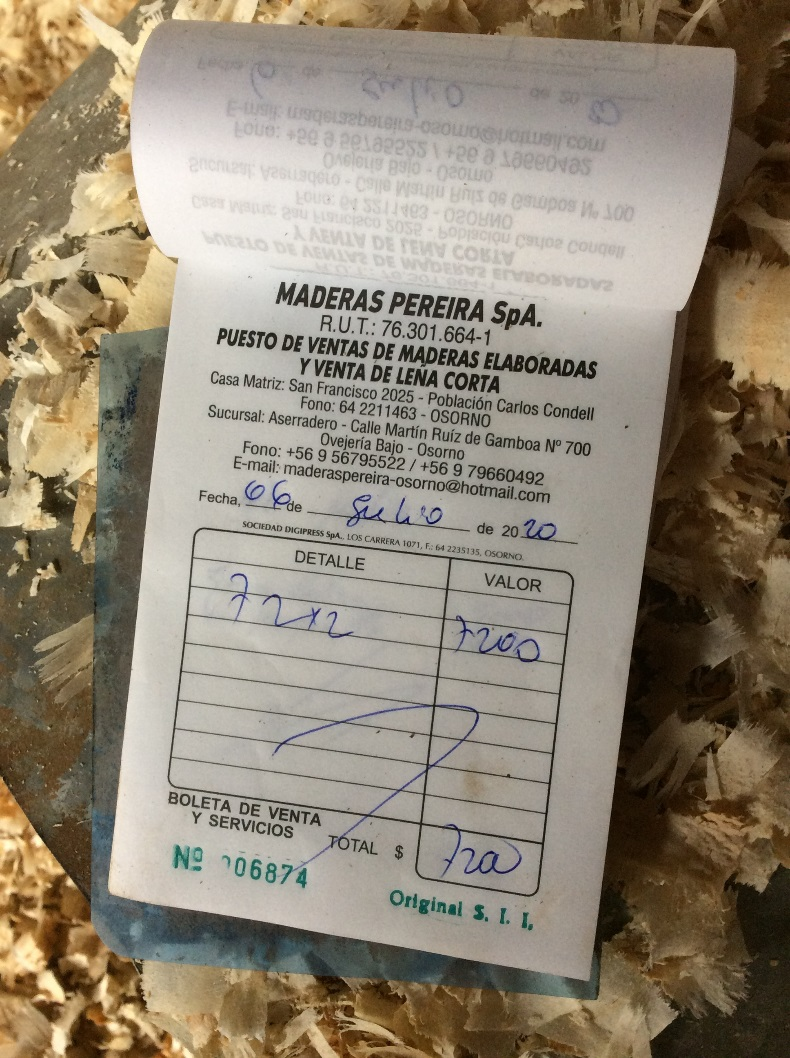 MADERAS PEREIRA SpA.
R.U.T.: 76.301.664-1
PUESTO DE VENTAS DE MADERAS ELABORADAS
Y VENTA DE LEÑA CORTA
Casa Matriz: San Francisco 2025 - Población Carlos Condell
Fono: 64 2211463 - OSORNO
Sucursal: Aserradero - Calle Martín Ruíz de Gamboa Nº 700
Ovejería Bajo - Osorno
Fono: +56 9 56795522 / +56 9 79660492
E-mail: maderaspereira-osorno@hotmail.com
Fecha, 06 de Julio de 2020
SOCIEDAD DIGIPRESS SpA., LOS CARRERA 1071, F.: 64 2235135, OSORNO.
DETALLE VALOR
7 2x2 7200
BOLETA DE VENTA
Y SERVICIOS
TOTAL $
Nº 006874
Original S. I. I.